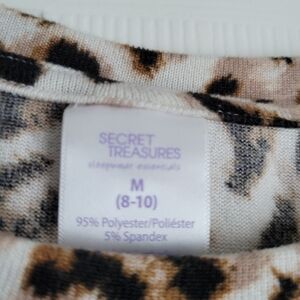 SECRET
TREASURES
sleepwear essentials
M
(8-10)
95% Polyester/Poliéster
5% Spandex